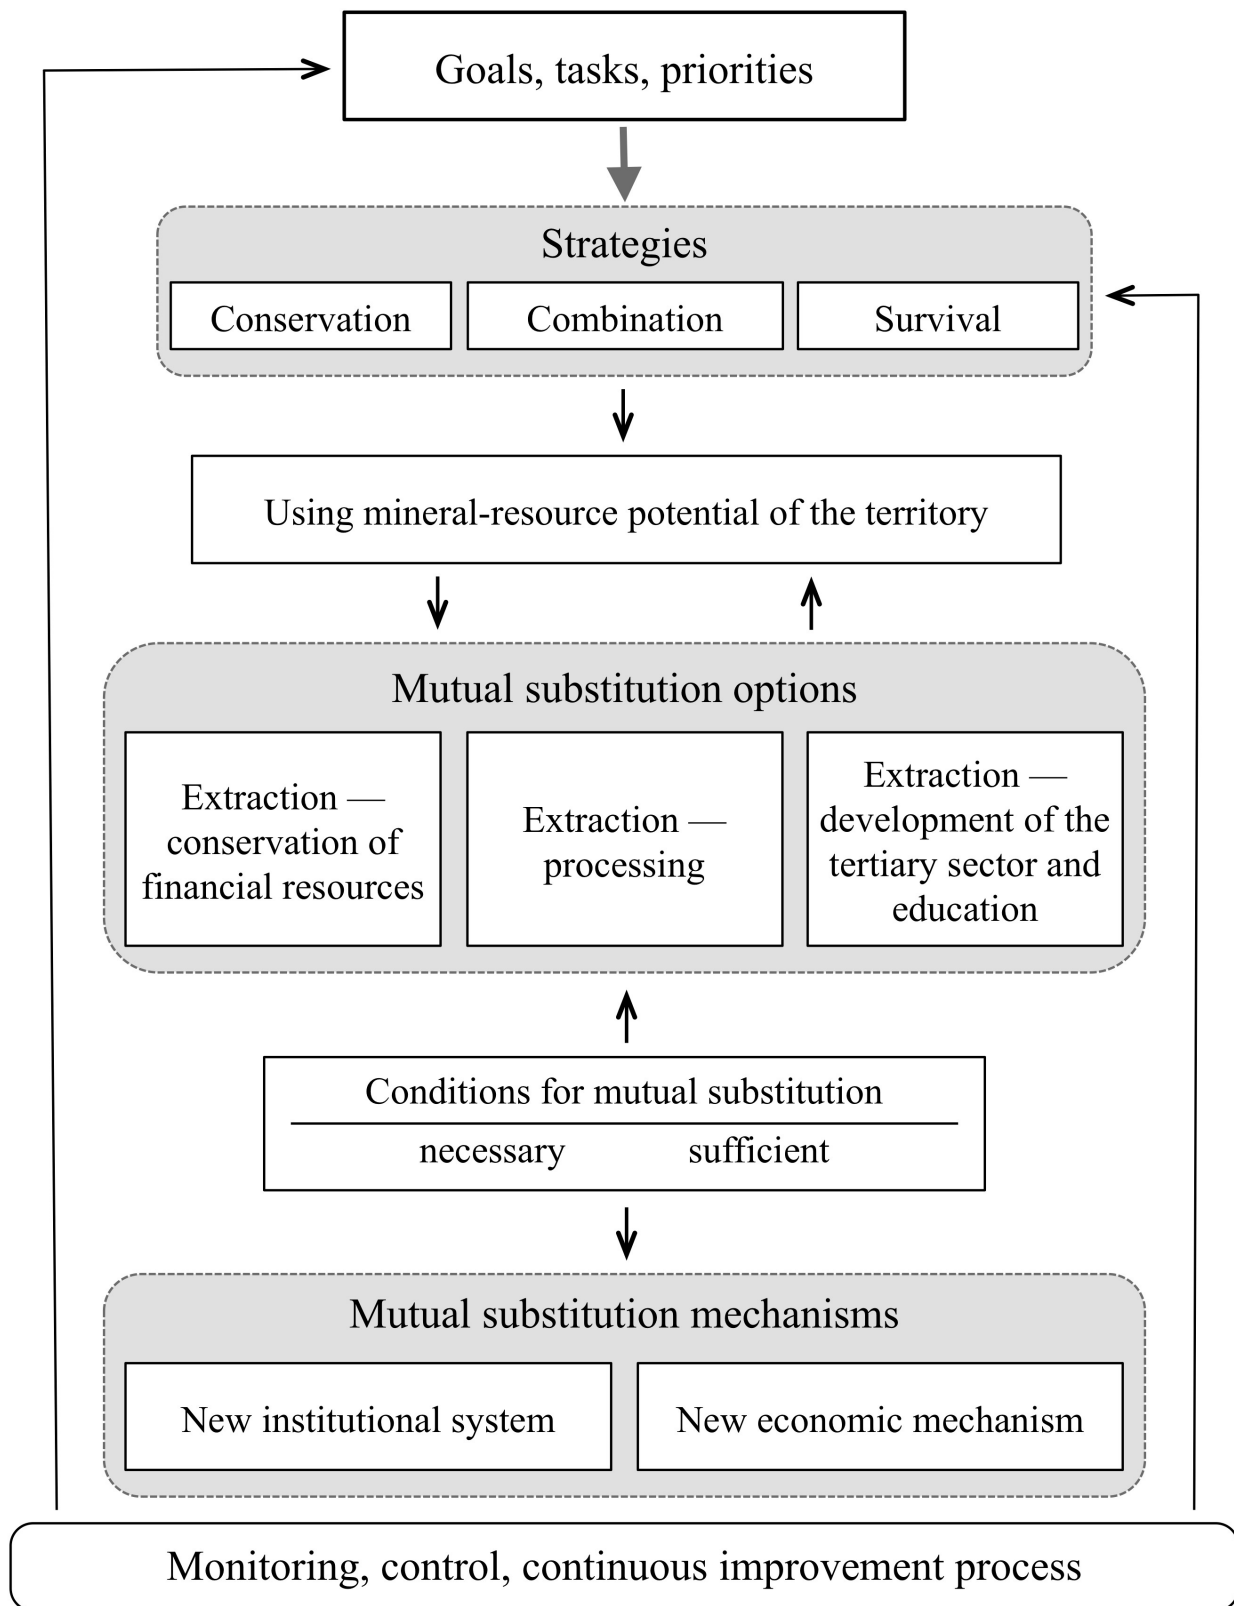 Goals, tasks, priorities
Strategies
Conservation
Combination
Survival
Using mineral-resource potential of the territory
Mutual substitution options
Extraction —
conservation of
financial resources
Extraction —
processing
Extraction —
development of the
tertiary sector and
education
Conditions for mutual substitution
necessary sufficient
Mutual substitution mechanisms
New institutional system
New economic mechanism
Monitoring, control, continuous improvement process